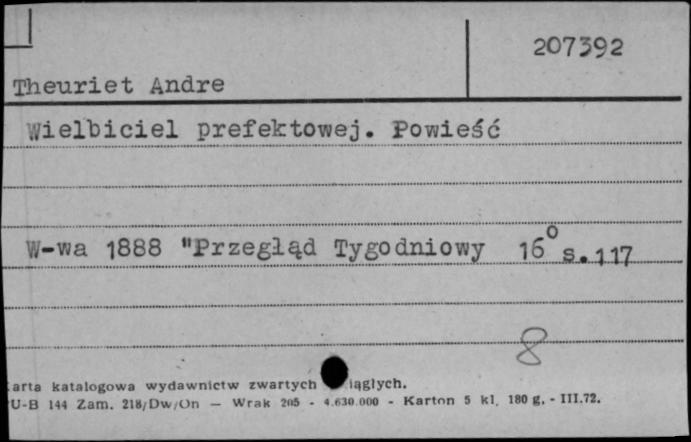 207392
Theuriet Andre
Wielbiciel prefektowej. Powieść
W-wa 1888 "Przegląd Tygodniowy 16° s.117
8
arta katalogowa wydawnictw zwartych iągłych.
U-B 144 Zam. 218/Dw/On — Wrak 205 - 4.630.000 - Karton 5 kl. 180 g. - III.72.